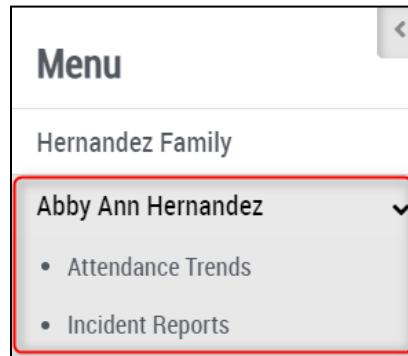 Menu
Hernandez Family
Abby Ann Hernandez
• Attendance Trends
• Incident Reports